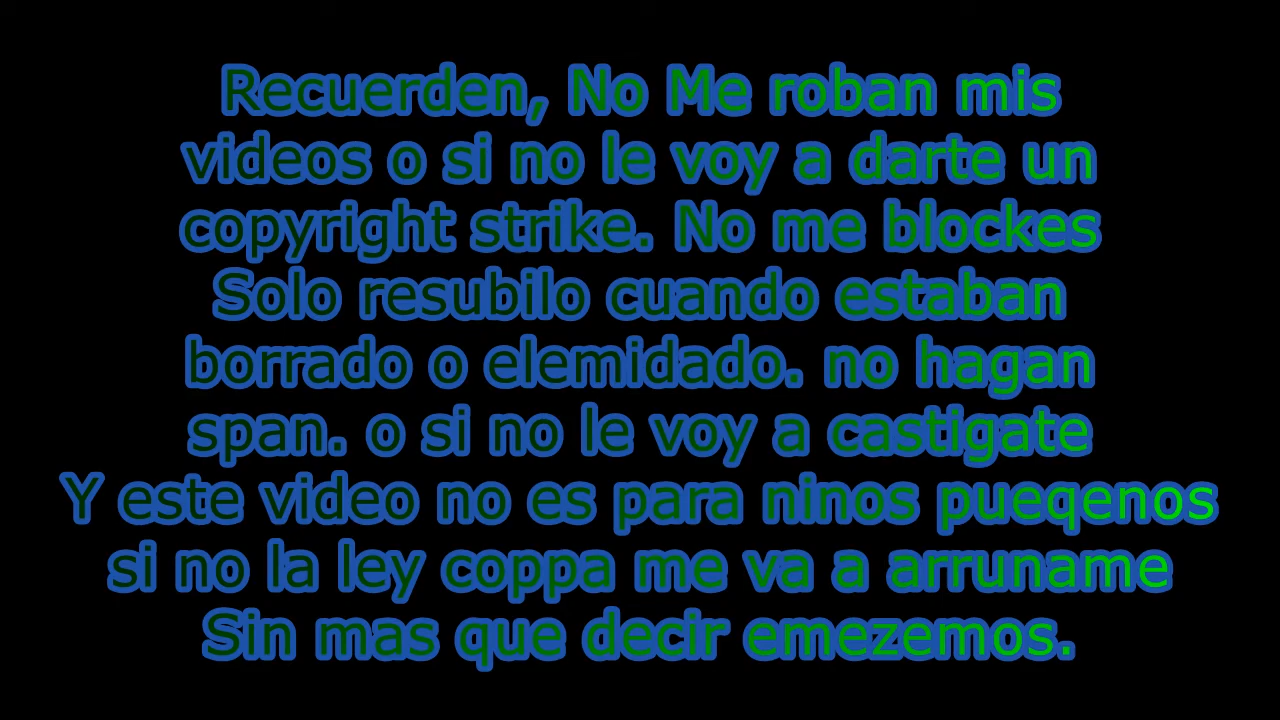 Recuerden, No Me roban mis
videos o si no le voy a darte un
copyright strike. No me blockes
Solo resubilo cuando estaban
borrado o elemidado. no hagan
span. o si no le voy a castigate
Y este video no es para ninos pueqenos
si no la ley coppa me va a arruname
Sin mas que decir emezemos.